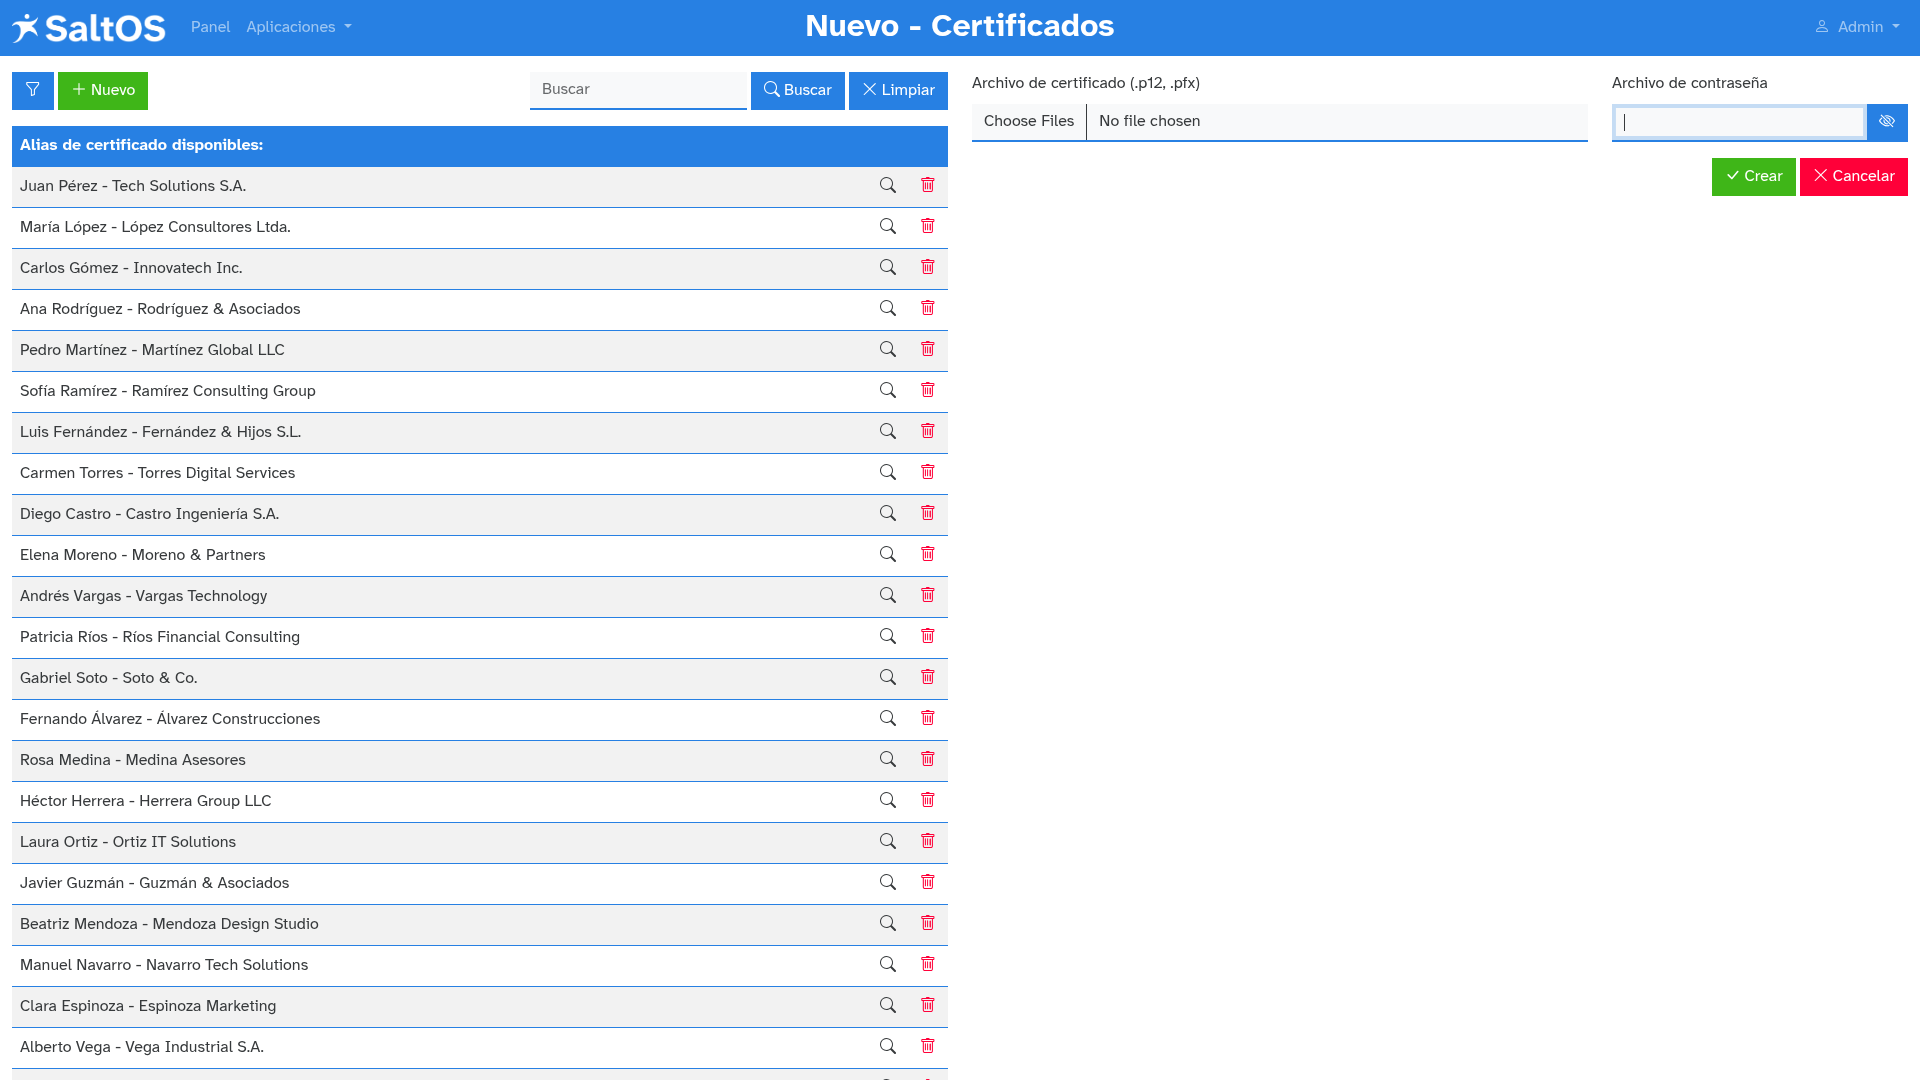 SaltOS
Panel
Aplicaciones
Nuevo - Certificados
Admin
Nuevo
Buscar
Buscar
Limpiar
Alias de certificado disponibles:
Juan Pérez - Tech Solutions S.A.
María López - López Consultores Ltda.
Carlos Gómez - Innovatech Inc.
Ana Rodríguez - Rodríguez & Asociados
Pedro Martínez - Martínez Global LLC
Sofía Ramírez - Ramírez Consulting Group
Luis Fernández - Fernández & Hijos S.L.
Carmen Torres - Torres Digital Services
Diego Castro - Castro Ingeniería S.A.
Elena Moreno - Moreno & Partners
Andrés Vargas - Vargas Technology
Patricia Ríos - Ríos Financial Consulting
Gabriel Soto - Soto & Co.
Fernando Álvarez - Álvarez Construcciones
Rosa Medina - Medina Asesores
Héctor Herrera - Herrera Group LLC
Laura Ortiz - Ortiz IT Solutions
Javier Guzmán - Guzmán & Asociados
Beatriz Mendoza - Mendoza Design Studio
Manuel Navarro - Navarro Tech Solutions
Clara Espinoza - Espinoza Marketing
Alberto Vega - Vega Industrial S.A.
Archivo de certificado (.p12, .pfx)
Choose Files
No file chosen
Archivo de contraseña
Crear
Cancelar